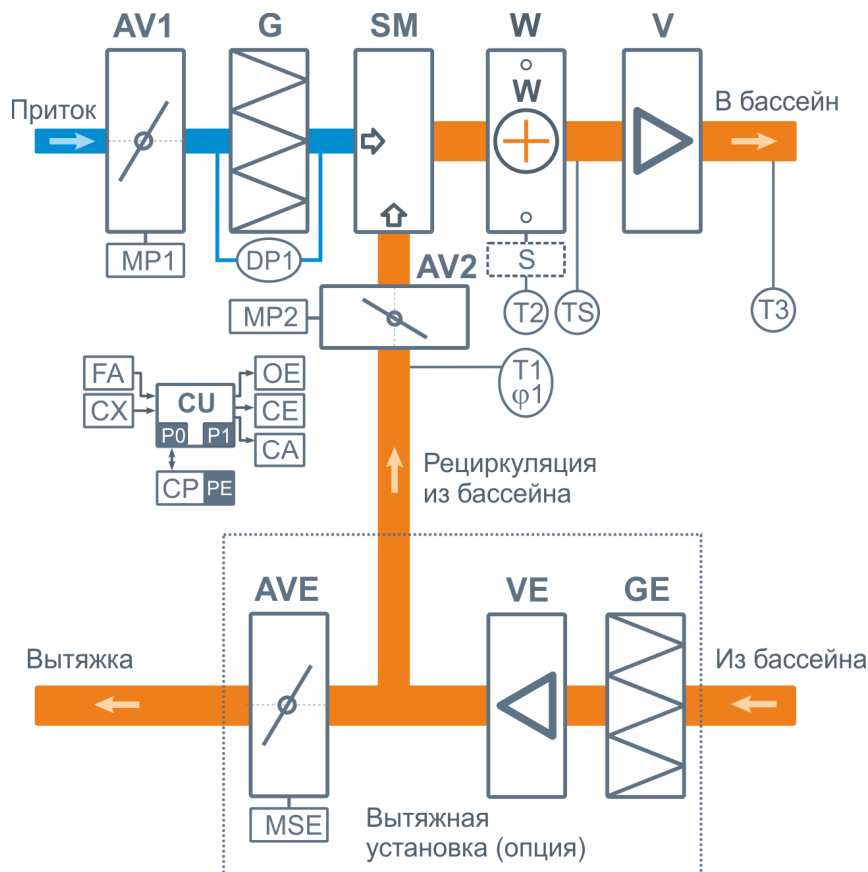 AV1
G
SM
W
V
Приток
W
В бассейн
MP1
DP1
S
AV2
MP2
T2
TS
T3
T1
φ1
FA
OE
CU
CX
CE
P0
P1
CA
CP
PE
Рециркуляция
из бассейна
AVE
VE
GE
Вытяжка
Из бассейна
MSE
Вытяжная
установка (опция)